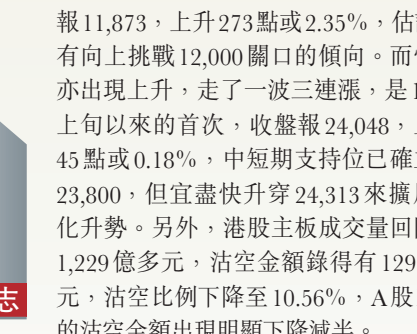 報11,873，上升273點或2.35%，估
有向上挑戰12,000關口的傾向。而
亦出現上升，走了一波三連漲，是
上旬以來的首次，收盤報24,048，
45點或0.18%，中短期支持位已確
23,800，但宜盡快升穿24,313來擴
化升勢。另外，港股主板成交量回
1,229億多元，沽空金額錄得有129
元，沽空比例下降至10.56%，A股
志
的沽空金額出現明顯下降減半。